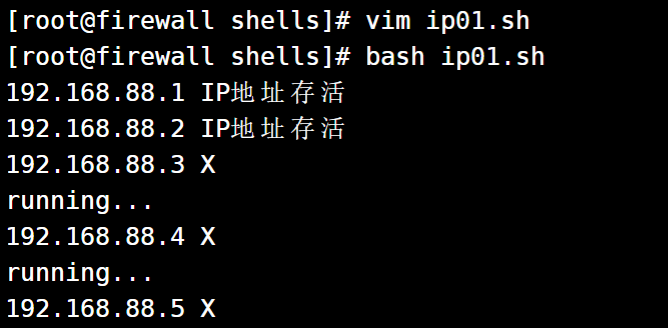 [root@firewall shells]# vim ip01.sh
[root@firewall shells]# bash ip01.sh
192.168.88.1 IP地址存活
192.168.88.2 IP地址存活
192.168.88.3 X
running...
192.168.88.4 X
running...
192.168.88.5 X